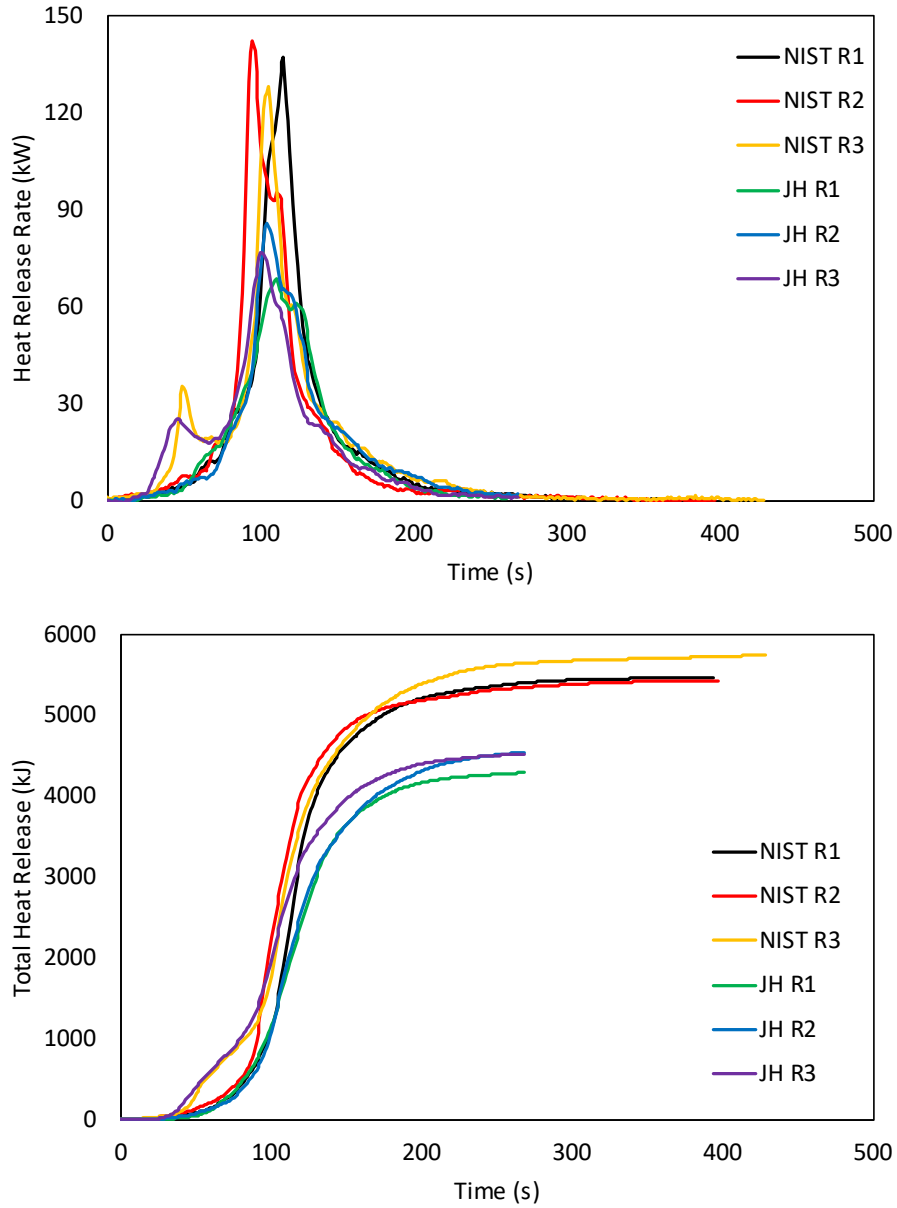 150
120
90
60
30
0
Heat Release Rate (kW)
NIST R1
NIST R2
NIST R3
JH R1
JH R2
JH R3
0 100 200 300 400 500
Time (s)
6000
5000
4000
3000
2000
1000
0
Total Heat Release (kJ)
NIST R1
NIST R2
NIST R3
JH R1
JH R2
JH R3
0 100 200 300 400 500
Time (s)